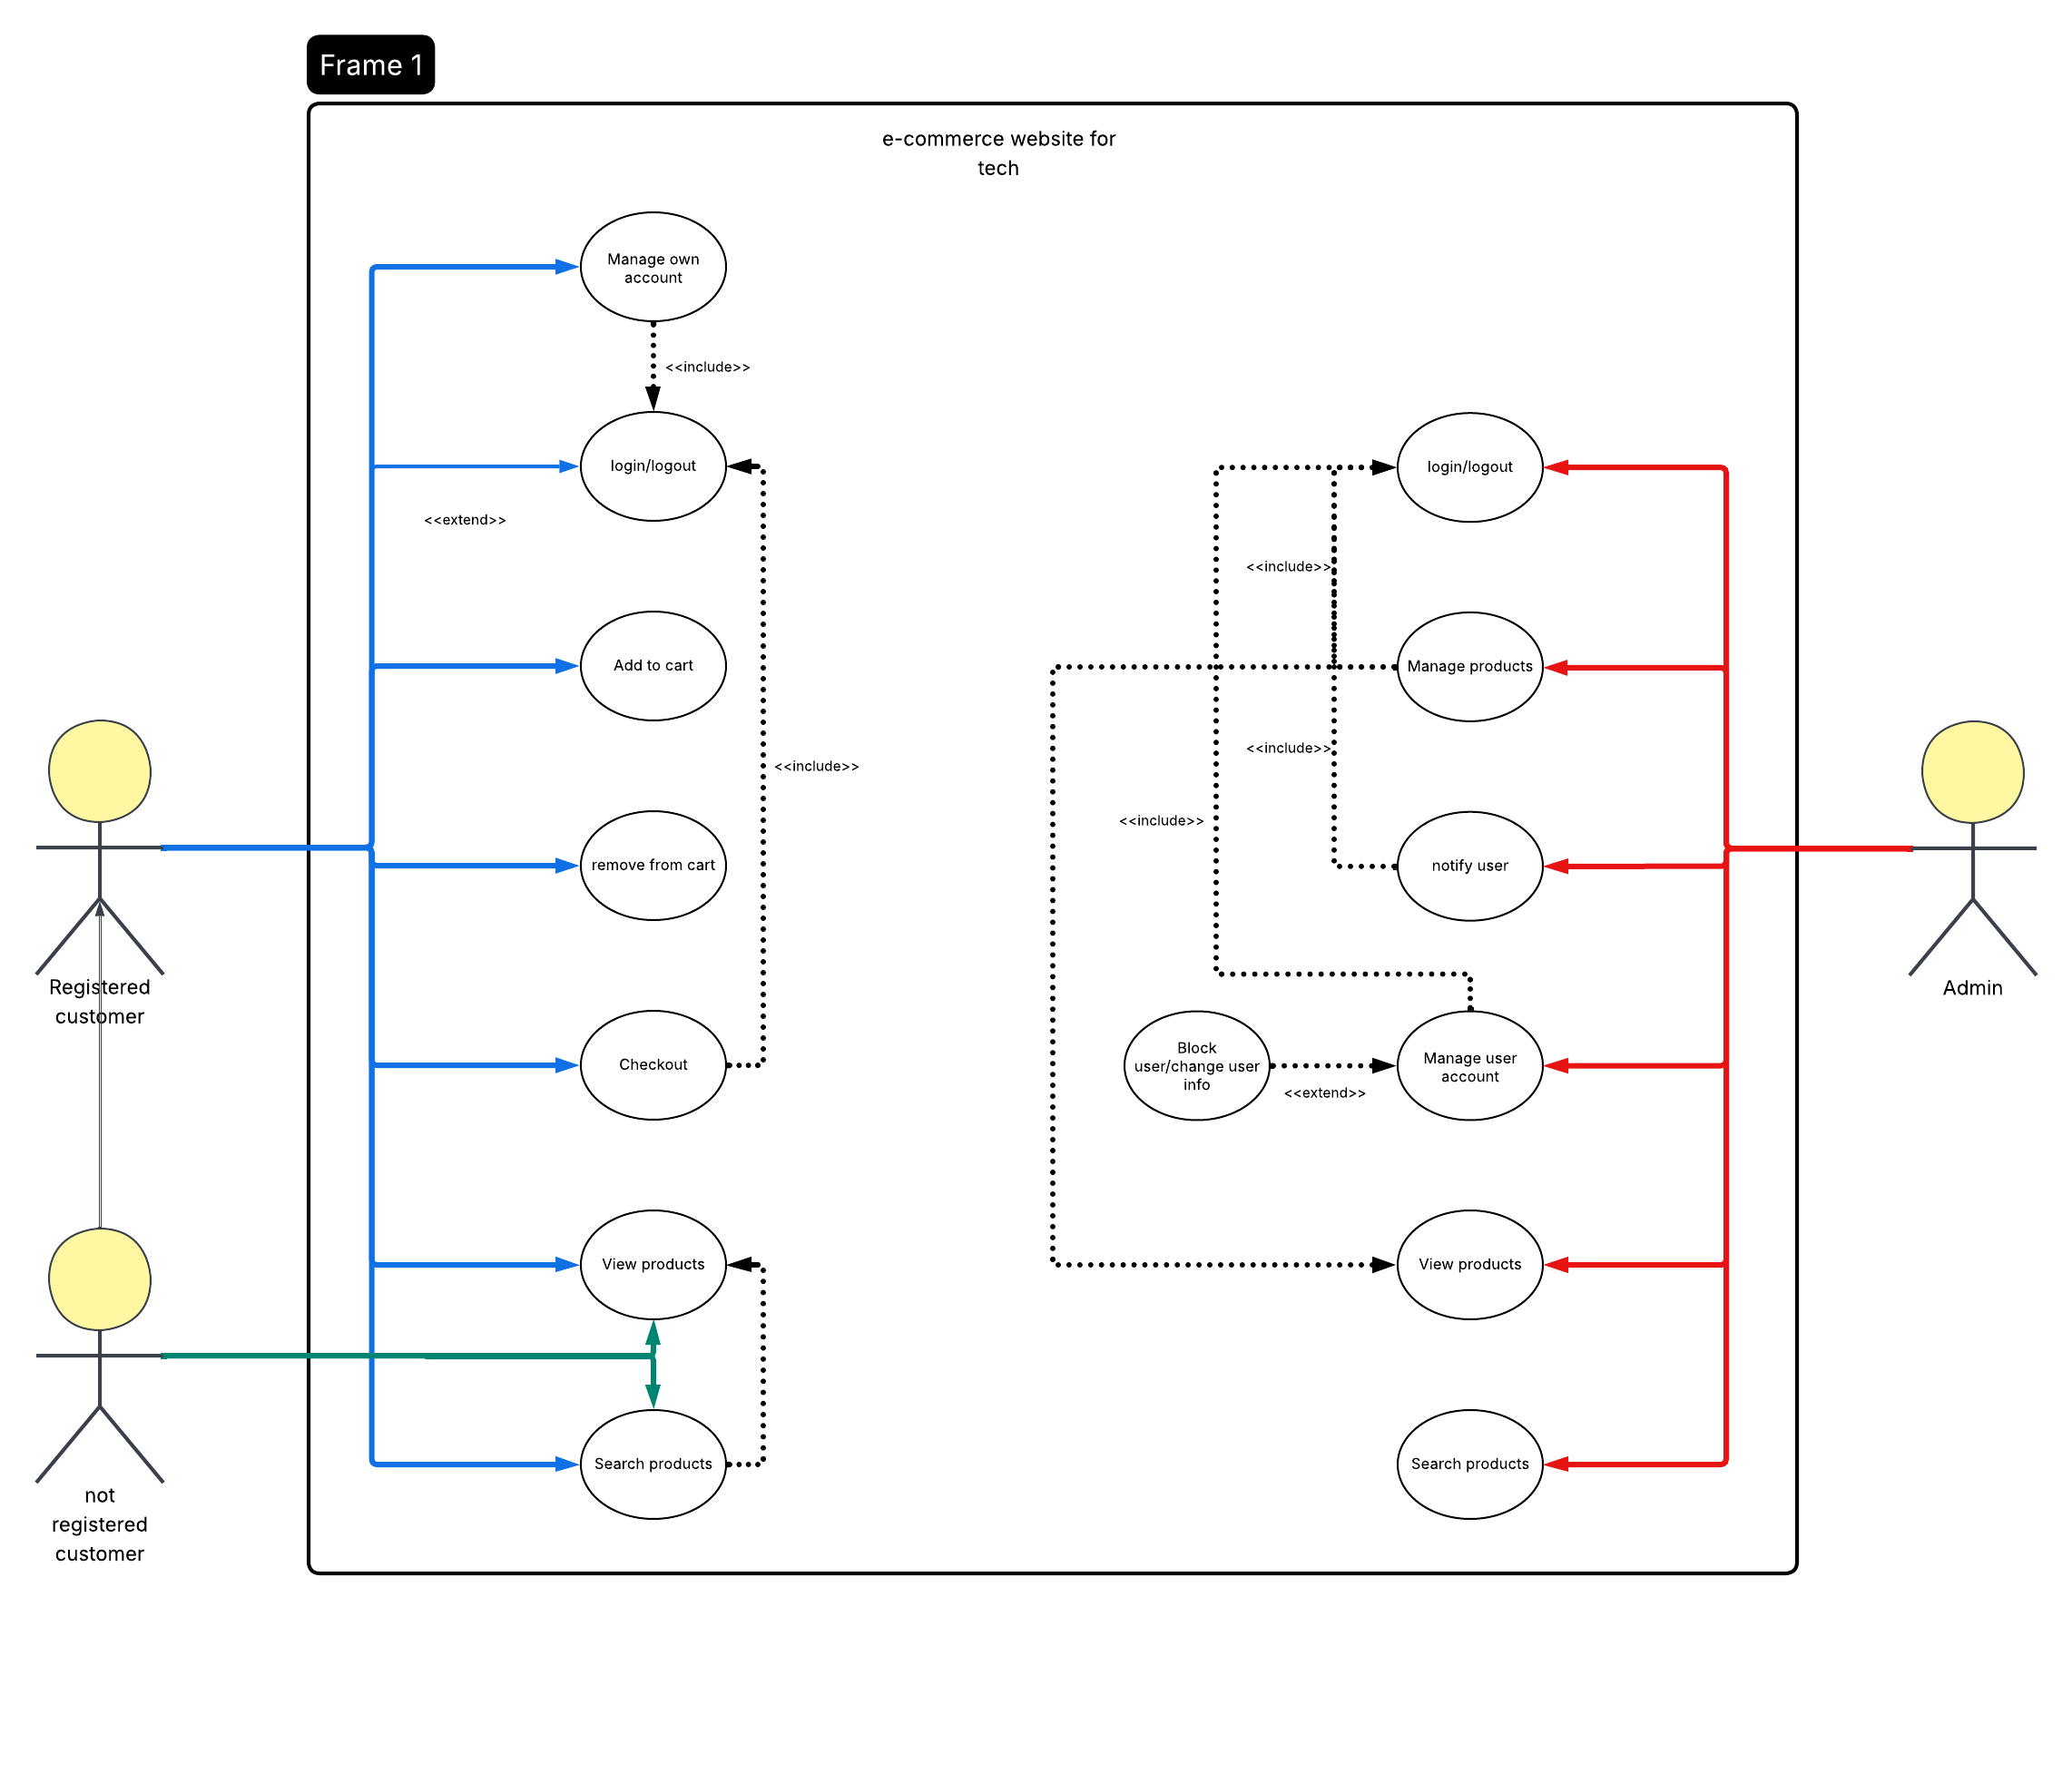 Frame 1
e-commerce website for
tech
Manage own
account
<<include>>
login/logout
<<extend>>
Add to cart
<<include>>
remove from cart
Checkout
View products
Search products
login/logout
<<include>>
Manage products
<<include>>
<<include>>
notify user
Block
user/change user
info
<<extend>>
Manage user
account
View products
Search products
Registered
customer
not
registered
customer
Admin